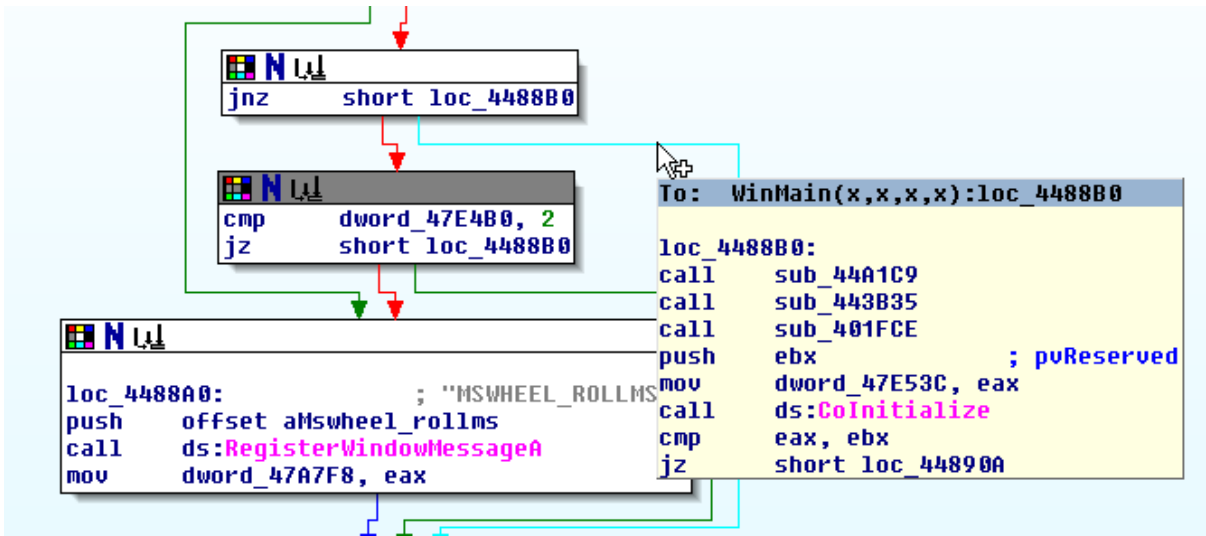 jnz short loc_4488B0
cmp dword_47E4B0, 2
jz short loc_4488B0
loc_4488A0: ; "MSWHEEL_ROLLMS
push offset aMswheel_rollms
call ds:RegisterWindowMessageA
mov dword_47A7F8, eax
To: WinMain(x,x,x,x):loc_4488B0
loc_4488B0:
call sub_44A1C9
call sub_443B35
call sub_401FCE
push ebx ; pvReserved
mov dword_47E53C, eax
call ds:CoInitialize
cmp eax, ebx
jz short loc_44890A